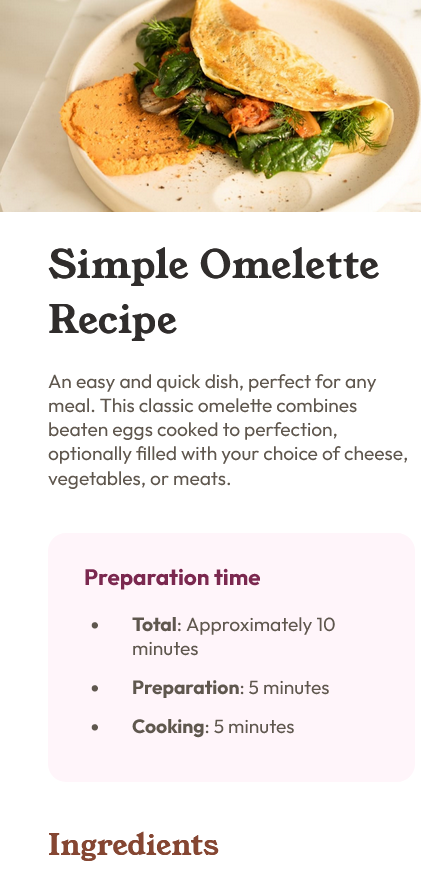 Simple Omelette
Recipe
An easy and quick dish, perfect for any
meal. This classic omelette combines
beaten eggs cooked to perfection,
optionally filled with your choice of cheese,
vegetables, or meats.
Preparation time
• Total: Approximately 10
minutes
• Preparation: 5 minutes
• Cooking: 5 minutes
Ingredients